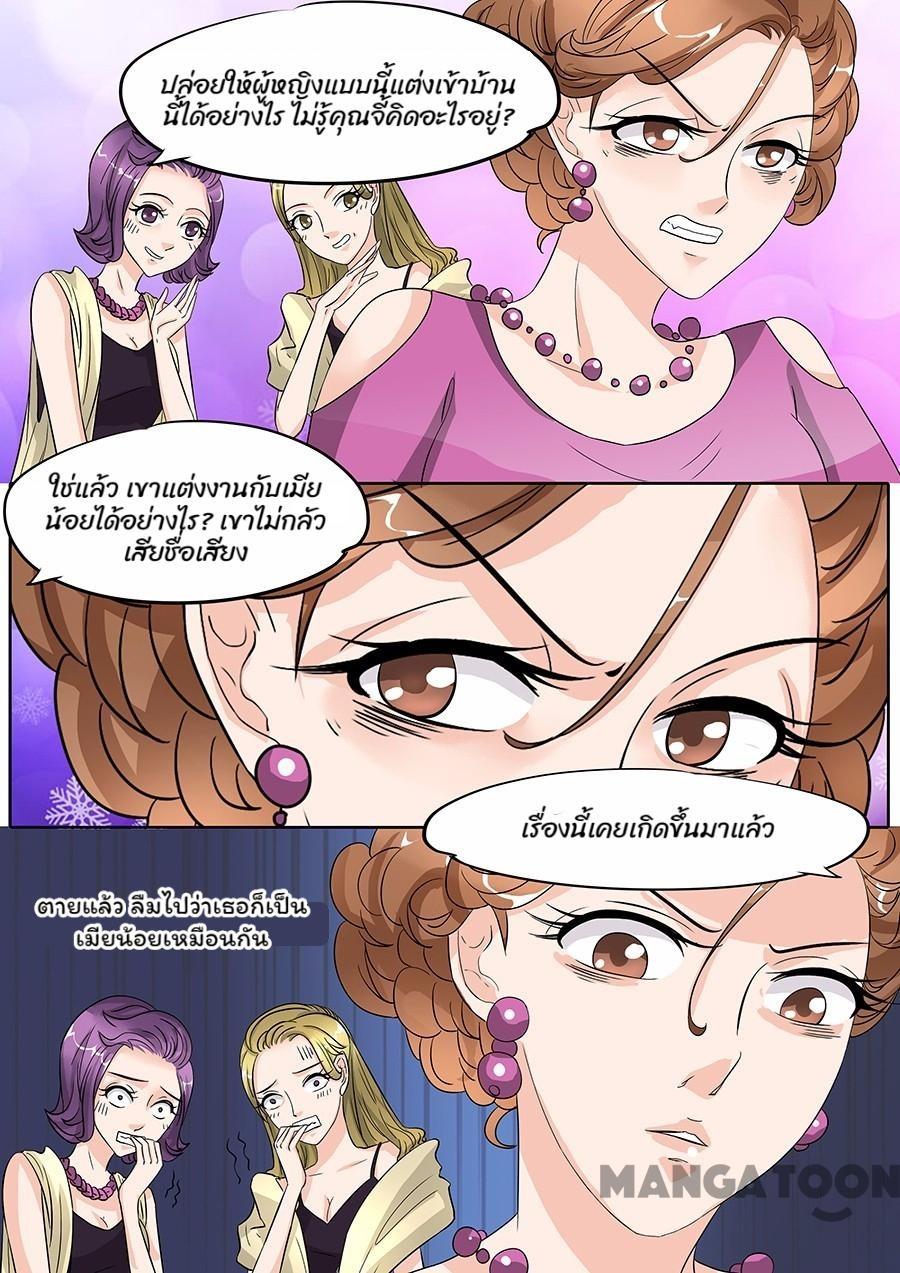 ปล่อยให้ผู้หญิงแบบนี้แต่งเข้าบ้าน
นี้ได้อย่างไร ไม่รู้คุณจี้คิดอะไรอยู่?
ใช่แล้ว เขาแต่งงานกับเมีย
น้อยได้อย่างไร? เขาไม่กลัว
เสียชื่อเสียง
เรื่องนี้เคยเกิดขึ้นมาแล้ว
ตายแล้ว ลืมไปว่าเธอก็เป็น
เมียน้อยเหมือนกัน
MANGATOON